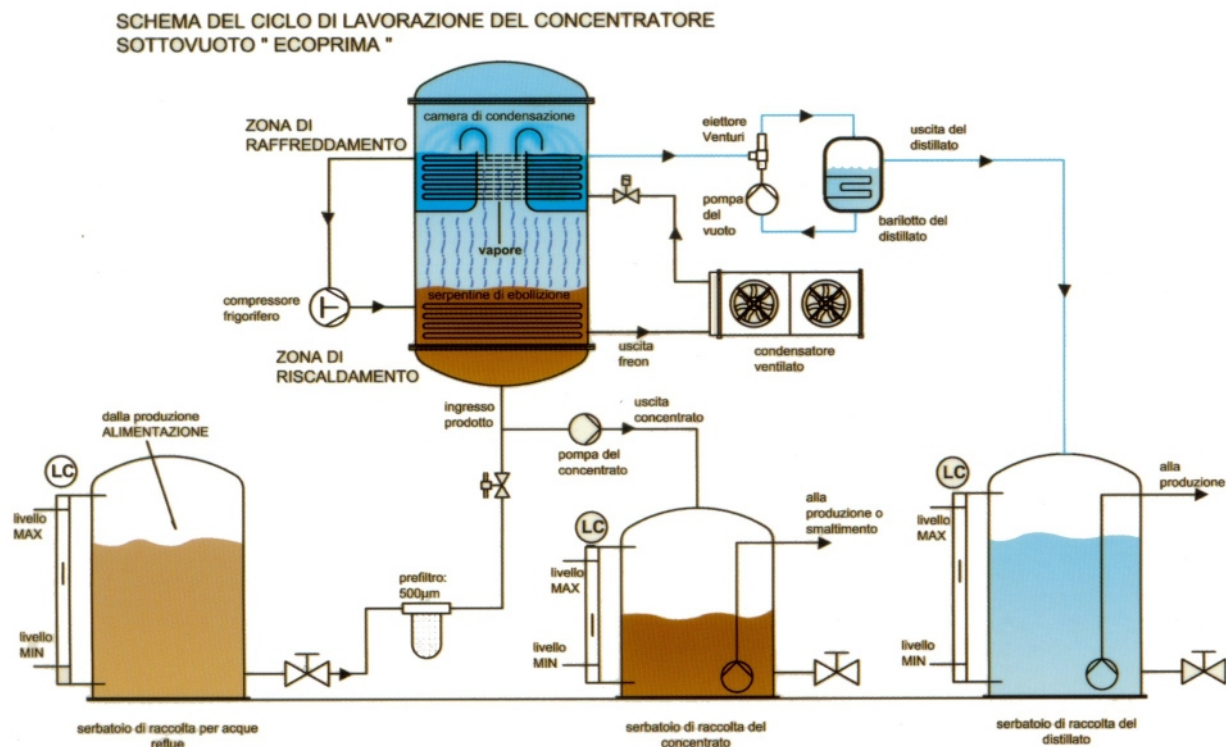 SCHEMA DEL CICLO DI LAVORAZIONE DEL CONCENTRATORE
SOTTOVUOTO " ECOPRIMA "
camera di condensazione
ZONA DI
RAFFREDDAMENTO
eiettore
Venturi
uscita del
distillato
pompa
del
vuoto
barilotto del
distillato
vapore
serpentine di ebollizione
compressore
frigorifero
uscita
freon
condensatore
ventilato
ZONA DI
RISCALDAMENTO
ingresso
prodotto
uscita
concentrato
pompa del
concentrato
dalla produzione
ALIMENTAZIONE
LC
livello
MAX
livello
MIN
prefiltro:
500µm
LC
livello
MAX
livello
MIN
alla
produzione o
smaltimento
LC
livello
MAX
livello
MIN
alla
produzione
serbatoio di raccolta per acque
reflue
serbatoio di raccolta del
concentrato
serbatoio di raccolta del
distillato